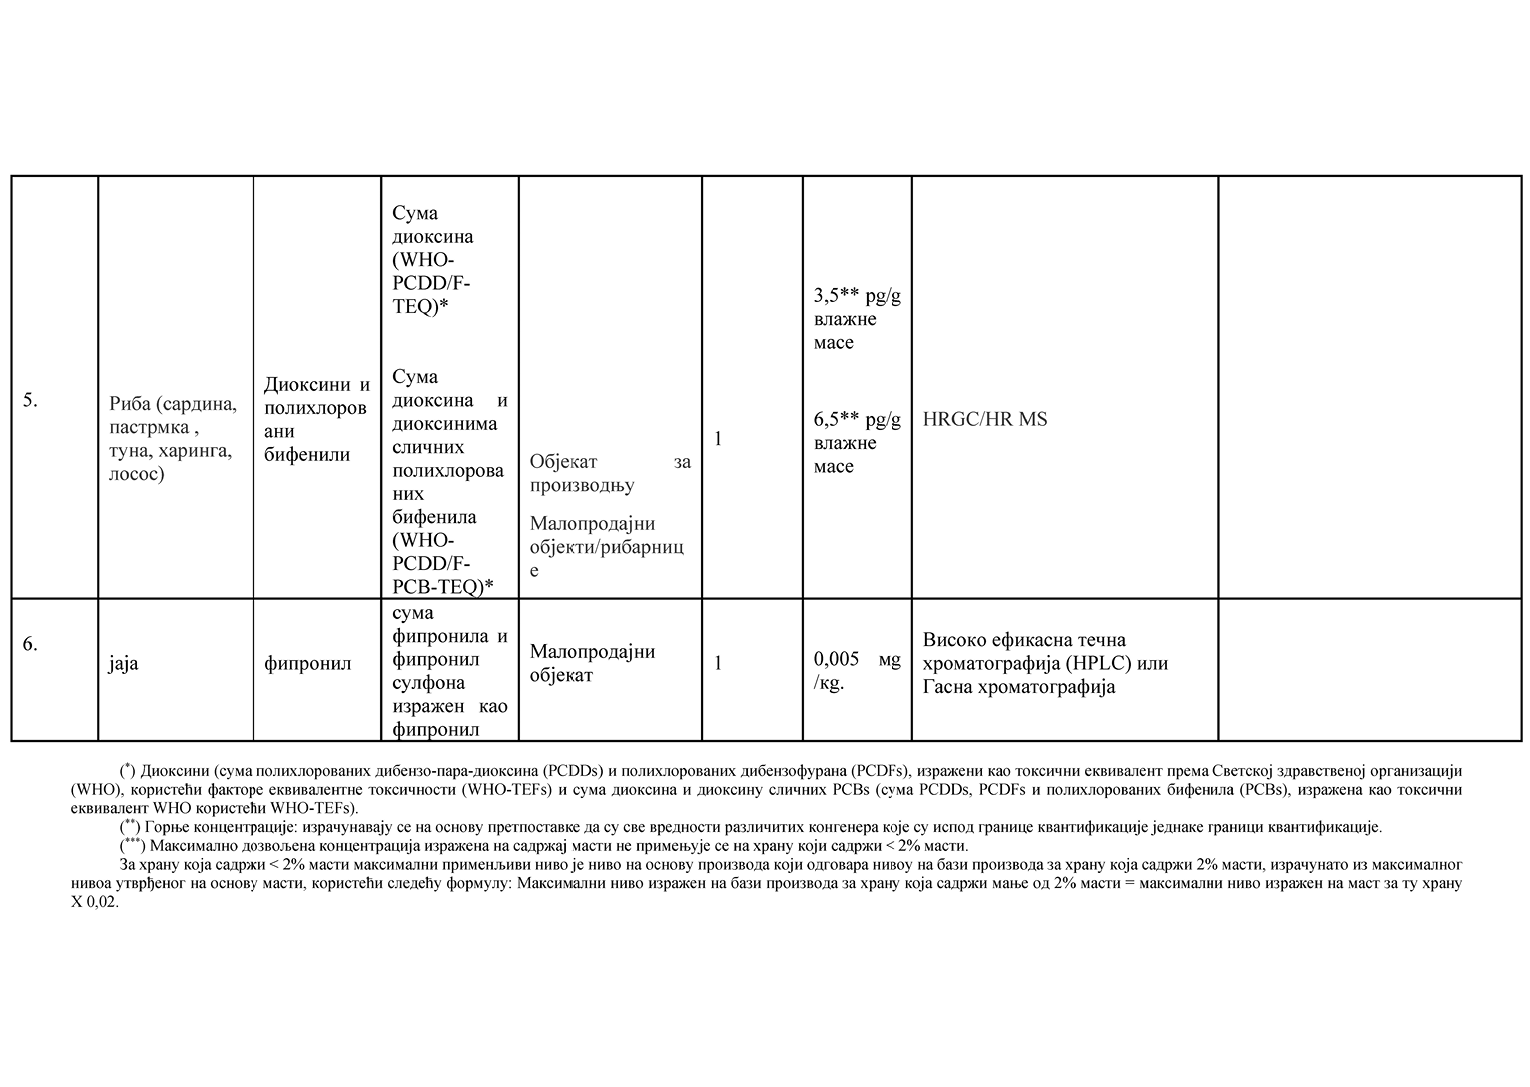 5.
Риба (сардина,
пастрмка ,
туна, харинга,
лосос)
Диоксини и
полихлоров
ани
бифенили
Сума
диоксина
(WHO-
PCDD/F-
TEQ)*
Сума
диоксина и
диоксинима
сличних
полихлорова
них
бифенила
(WHO-
PCDD/F-
PCB-TEQ)*
Објекат за
производњу
Малопродајни
објекти/рибарниц
е
1
3,5** pg/g
влажне
масе
6,5** pg/g
влажне
масе
HRGC/HR MS
6.
јаја
фипронил
сума
фипронила и
фипронил
сулфона
изражен као
фипронил
Малопродајни
објекат
1
0,005 мg
/кg.
Високо ефикасна течна
хроматографија (HPLC) или
Гасна хроматографија
(*) Диоксини (сума полихлорованих дибензо-пара-диоксина (PCDDs) и полихлорованих дибензофурана (PCDFs), изражени као токсични еквивалент према Светској здравственој организацији
(WHO), користећи факторе еквивалентне токсичности (WHO-TEFs) и сума диоксина и диоксину сличних PCBs (сума PCDDs, PCDFs и полихлорованих бифенила (PCBs), изражена као токсични
еквивалент WHO користећи WHO-TEFs).
(**) Горње концентрације: израчунавају се на основу претпоставке да су све вредности различитих конгенера које су испод границе квантификације једнаке граници квантификације.
(***) Максимално дозвољена концентрација изражена на садржај масти не примењује се на храну који садржи < 2% масти.
За храну која садржи < 2% масти максимални применљиви ниво је ниво на основу производа који одговара нивоу на бази производа за храну која садржи 2% масти, израчунато из максималног
нивоа утврђеног на основу масти, користећи следећу формулу: Максимални ниво изражен на бази производа за храну која садржи мање од 2% масти = максимални ниво изражен на маст за ту храну
X 0,02.